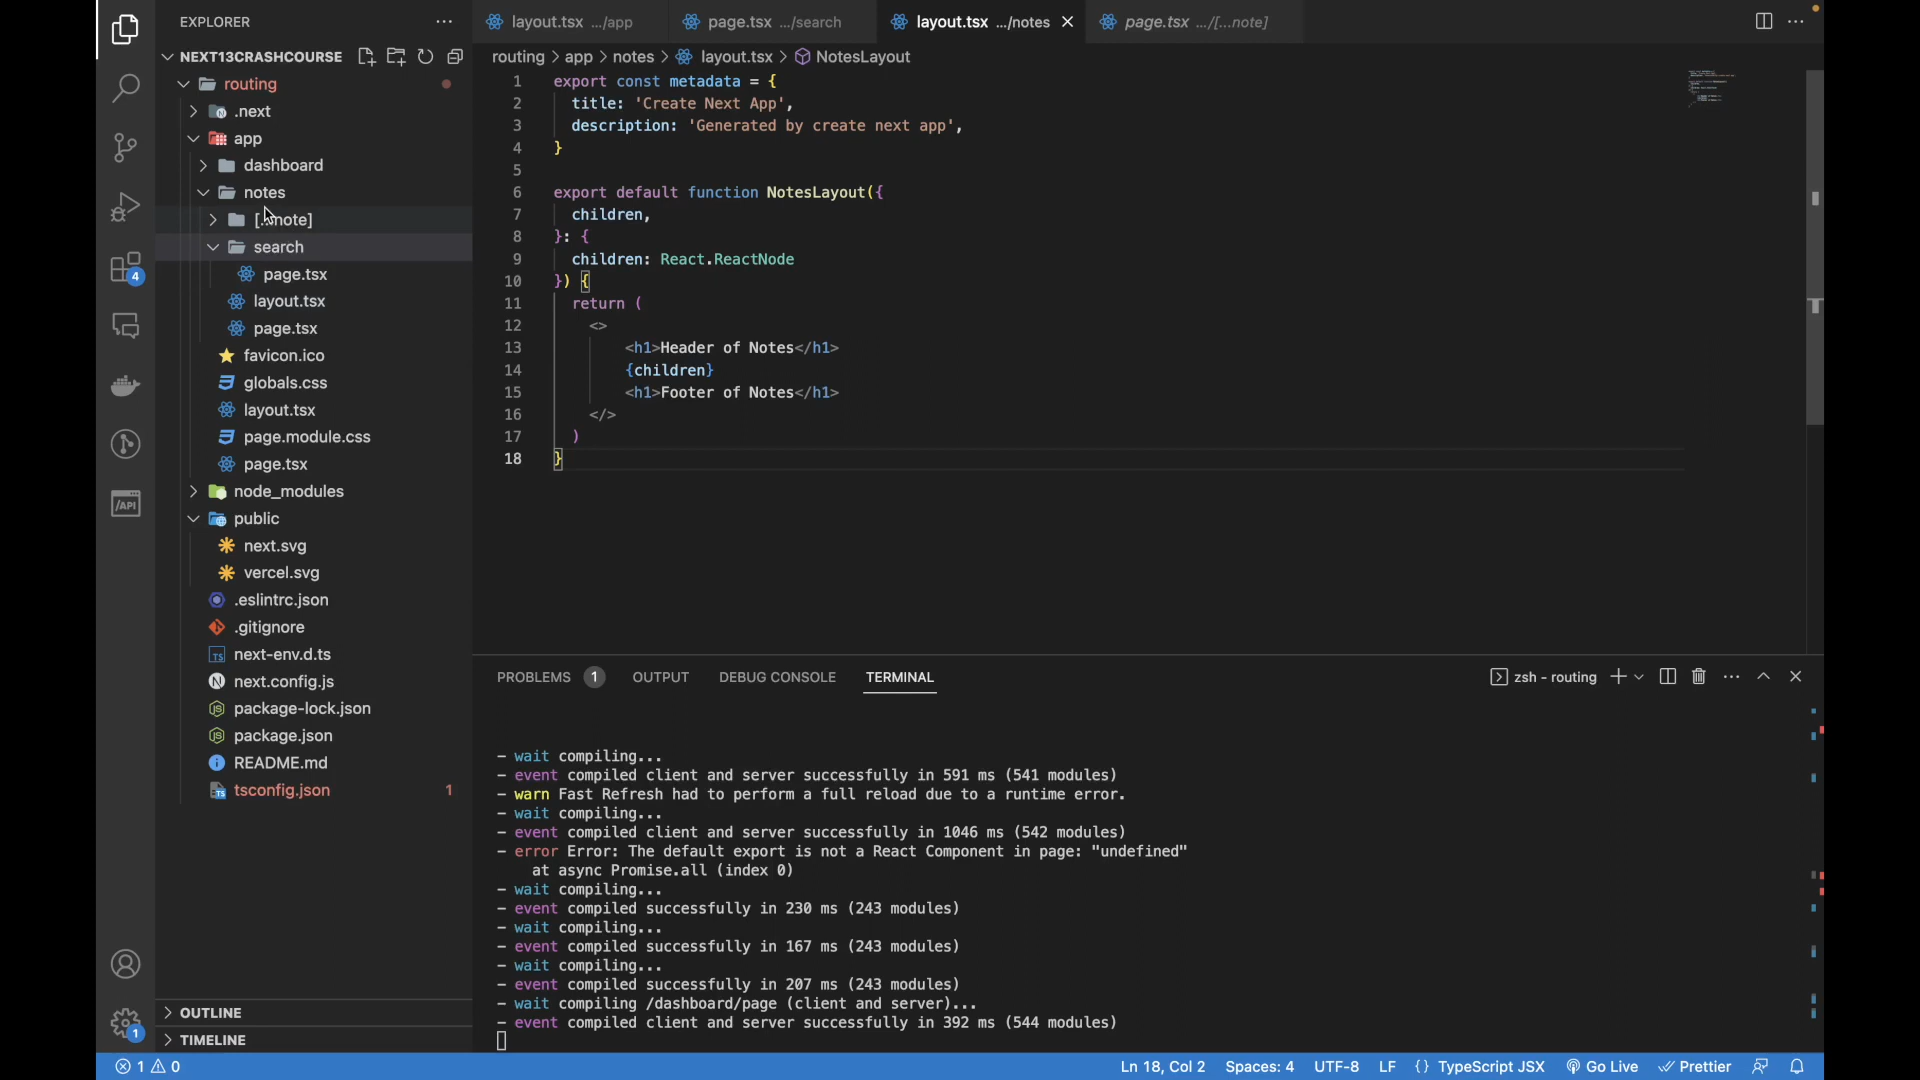 EXPLORER
NEXT13CRASHCOURSE
routing
.next
app
dashboard
notes
[...note]
search
page.tsx
layout.tsx
page.tsx
favicon.ico
globals.css
layout.tsx
page.module.css
page.tsx
node_modules
public
next.svg
vercel.svg
.eslintrc.json
.gitignore
next-env.d.ts
next.config.js
package-lock.json
package.json
README.md
tsconfig.json 1
OUTLINE
TIMELINE
4
/API
1
layout.tsx .../app
page.tsx .../search
layout.tsx .../notes
page.tsx .../[...note]
routing > app > notes > layout.tsx > NotesLayout
1 export const metadata = {
2 title: 'Create Next App',
3 description: 'Generated by create next app',
4 }
5
6 export default function NotesLayout({
7 children,
8 }: {
9 children: React.ReactNode
10 }) {
11 return (
12 <>
13 <h1>Header of Notes</h1>
14 {children}
15 <h1>Footer of Notes</h1>
16 </>
17 )
18 }
PROBLEMS 1 OUTPUT DEBUG CONSOLE TERMINAL
zsh - routing
- wait compiling...
- event compiled client and server successfully in 591 ms (541 modules)
- warn Fast Refresh had to perform a full reload due to a runtime error.
- wait compiling...
- event compiled client and server successfully in 1046 ms (542 modules)
- error Error: The default export is not a React Component in page: "undefined"
at async Promise.all (index 0)
- wait compiling...
- event compiled successfully in 230 ms (243 modules)
- wait compiling...
- event compiled successfully in 167 ms (243 modules)
- wait compiling...
- event compiled successfully in 207 ms (243 modules)
- wait compiling /dashboard/page (client and server)...
- event compiled client and server successfully in 392 ms (544 modules)
1 0
Ln 18, Col 2 Spaces: 4 UTF-8 LF {} TypeScript JSX Go Live Prettier